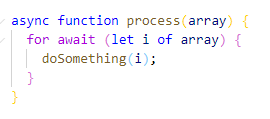 async function process(array) {
  for await (let i of array) {
    doSomething(i);
  }
}